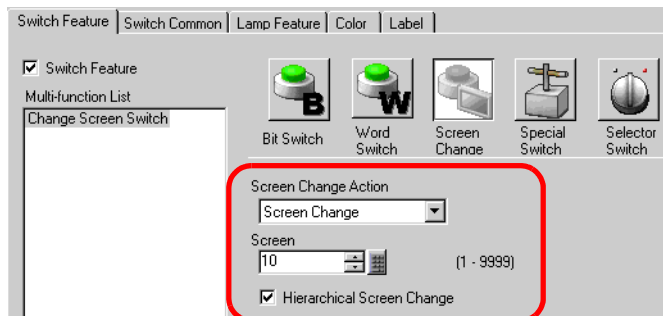 Switch Feature Switch Common Lamp Feature Color Label
Switch Feature
Multi-function List
Change Screen Switch
B
W
Bit Switch
Word Switch
Screen Change
Special Switch
Selector Switch
Screen Change Action
Screen Change
Screen
10 (1 - 9999)
Hierarchical Screen Change